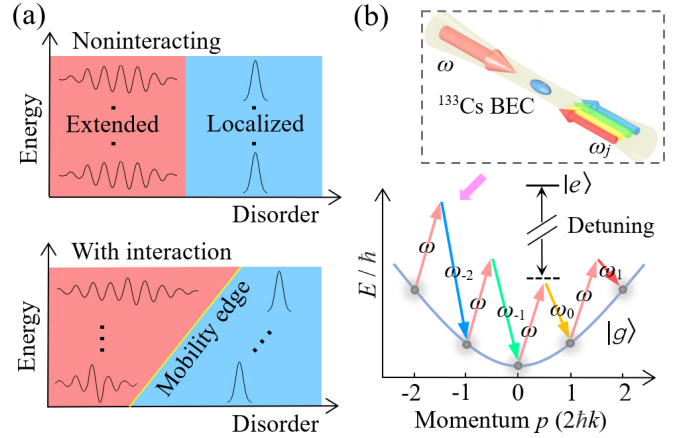 (a)
Noninteracting
Energy
Extended
Localized
Disorder
With interaction
Energy
Mobility edge
Disorder
(b)
ω
¹³³Cs BEC
ω_j
|e⟩
Detuning
E / ħ
ω
ω₋₂
ω
ω₋₁
ω
ω₀
ω
ω₁
|g⟩
-2 -1 0 1 2
Momentum p (2ħk)